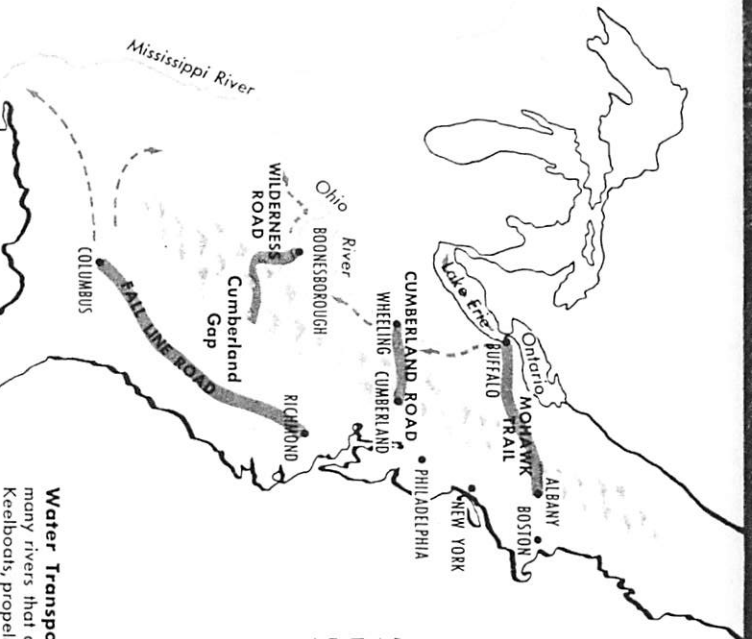 Mississippi River
Ohio
River
WILDERNESS
ROAD
BOONESBOROUGH
Cumberland
Gap
COLUMBUS
FALL LINE ROAD
RICHMOND
CUMBERLAND ROAD
WHEELING
CUMBERLAND
Lake Erie
Ontario
BUFFALO
MOHAWK
TRAIL
ALBANY
BOSTON
NEW YORK
PHILADELPHIA
Water Transpo
many rivers that
Keelboats, propel